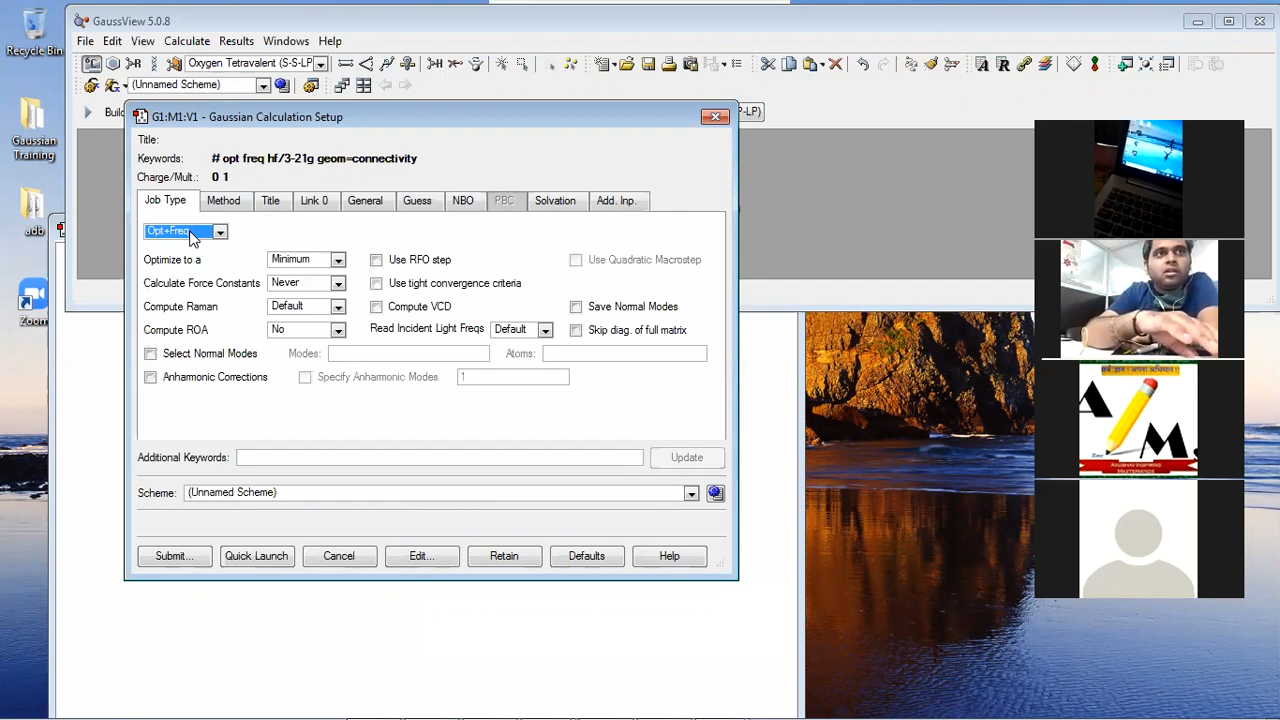 GaussView 5.0.8
File Edit View Calculate Results Windows Help
Oxygen Tetravalent (S-S-LP
(Unnamed Scheme)
G1:M1:V1 - Gaussian Calculation Setup
Title:
Keywords: # opt freq hf/3-21g geom=connectivity
Charge/Mult.: 0 1
Job Type Method Title Link 0 General Guess NBO PBC Solvation Add. Inp.
Opt+Freq
Optimize to a Minimum Use RFO step Use Quadratic Macrostep
Calculate Force Constants Never Use tight convergence criteria
Compute Raman Default Compute VCD Save Normal Modes
Compute ROA No Read Incident Light Freqs Default Skip diag. of full matrix
Select Normal Modes Modes: Atoms:
Anharmonic Corrections Specify Anharmonic Modes 1
Additional Keywords: Update
Scheme: (Unnamed Scheme)
Submit... Quick Launch Cancel Edit... Retain Defaults Help
Recycle Bin
Gaussian
Training
adb
Zoom
A
M.